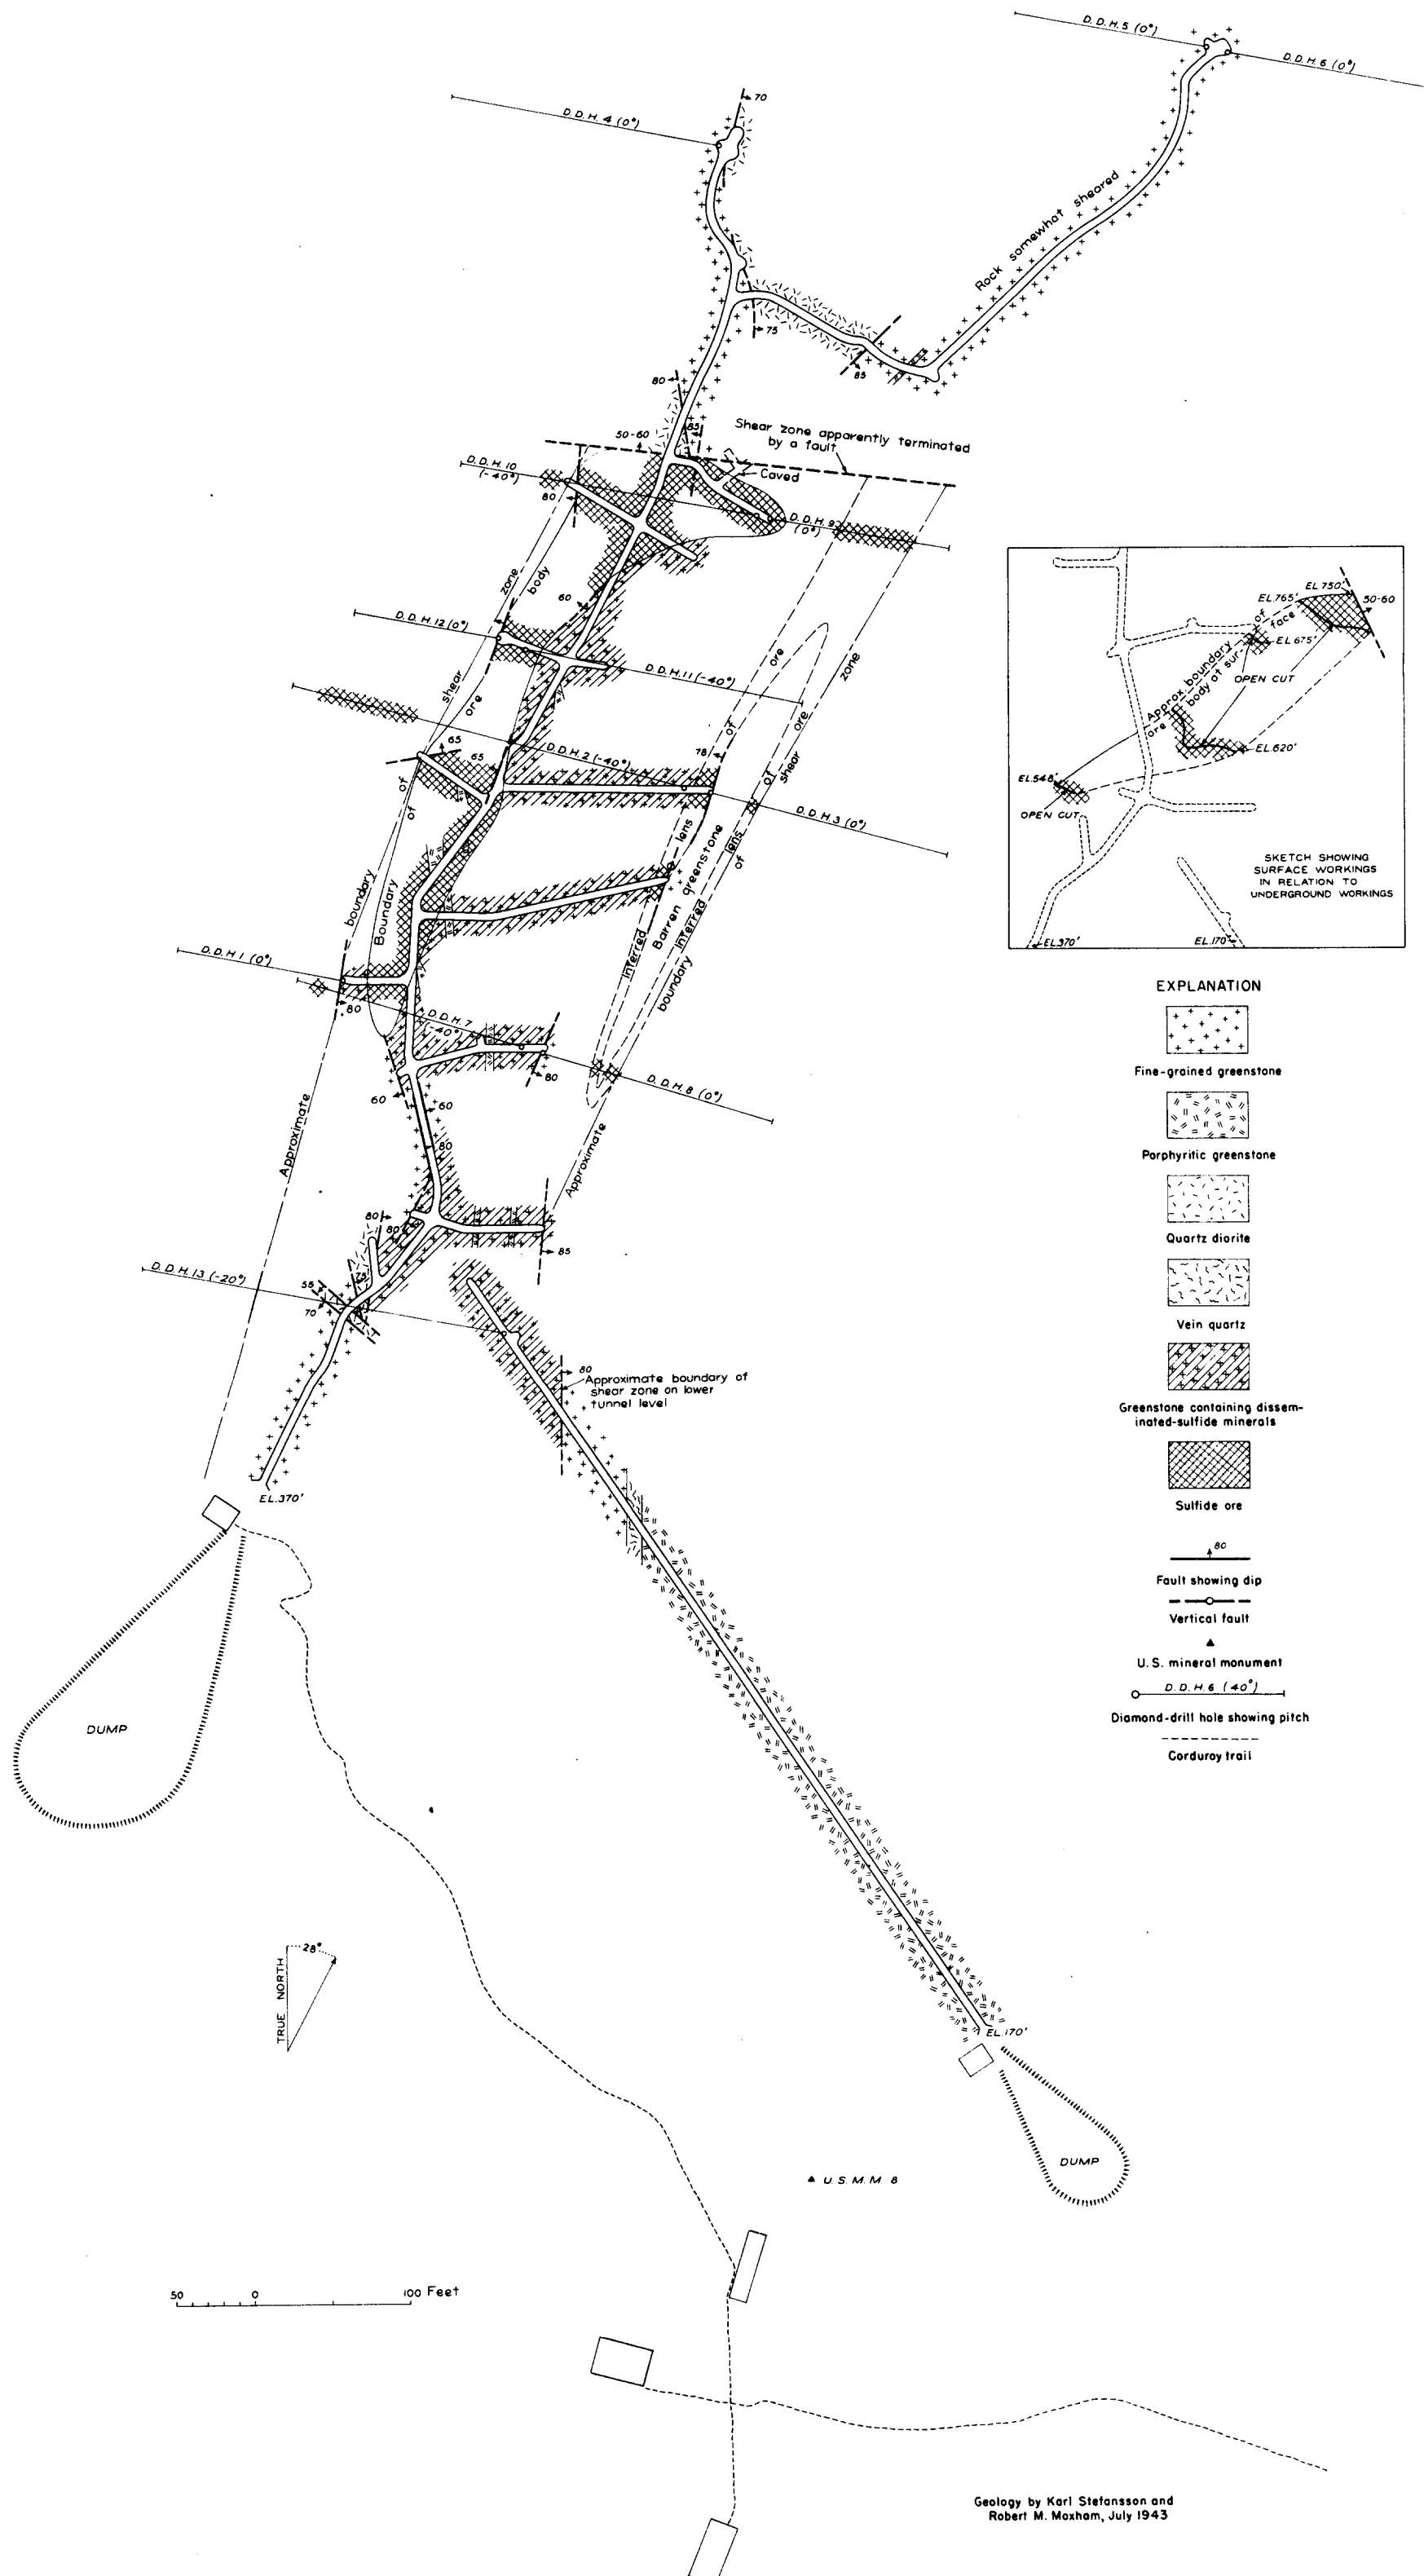 D.D.H.5 (0°)
D.D.H.6 (0°)
70
D.D.H.4 (0°)
Rock somewhat sheared
75
85
80
85
50-60
Shear zone apparently terminated
by a fault
Caved
D.D.H.10
(-40°)
80
D.D.H.9
(0°)
zone
body
60
D.D.H.12 (0°)
D.D.H.11 (-40°)
shear
ore
ore
zone
of
ore
65
65
D.D.H.2 (-40°)
78
of
shear
of
of
D.D.H.3 (0°)
lens
Barren greenstone
lens
of
boundary
Boundary
Inferred
Inferred
boundary
D.D.H.1 (0°)
80
D.D.H.7
(-40°)
80
D.D.H.8 (0°)
60
60
80
Approximate
Approximate
80
80
85
D.D.H.13 (-20°)
55
75
70
80
Approximate boundary of
shear zone on lower
tunnel level
EL.370'
DUMP
28°
TRUE NORTH
EL.170'
DUMP
U.S.M.M 8
50 0 100 Feet
EL 750'
EL.765'
50-60
Approx. boundary of
ore body at sur-
face
EL 675'
OPEN CUT
EL.620'
EL.548'
OPEN CUT
SKETCH SHOWING
SURFACE WORKINGS
IN RELATION TO
UNDERGROUND WORKINGS
EL.370'
EL.170'
EXPLANATION
Fine-grained greenstone
Porphyritic greenstone
Quartz diorite
Vein quartz
Greenstone containing dissem-
inated-sulfide minerals
Sulfide ore
80
Fault showing dip
Vertical fault
U.S. mineral monument
D.D.H.6 (40°)
Diamond-drill hole showing pitch
Corduroy trail
Geology by Karl Stefansson and
Robert M. Moxham, July 1943